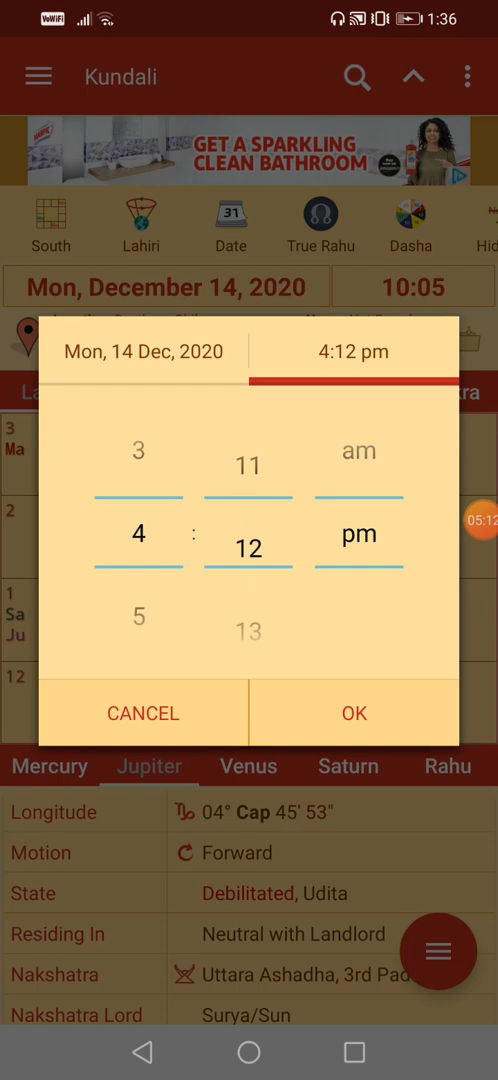 VoWiFi 1:36
Kundali
GET A SPARKLING
CLEAN BATHROOM
31
South Lahiri Date True Rahu Dasha Hid
Mon, December 14, 2020 10:05
La kra
Mon, 14 Dec, 2020 4:12 pm
3 11 am
4 : 12 pm
5 13
CANCEL OK
3
Ma
2
1
Sa
Ju
12
05:12
Mercury Jupiter Venus Saturn Rahu
Longitude 04° Cap 45' 53"
Motion Forward
State Debilitated, Udita
Residing In Neutral with Landlord
Nakshatra Uttara Ashadha, 3rd Pad
Nakshatra Lord Surya/Sun